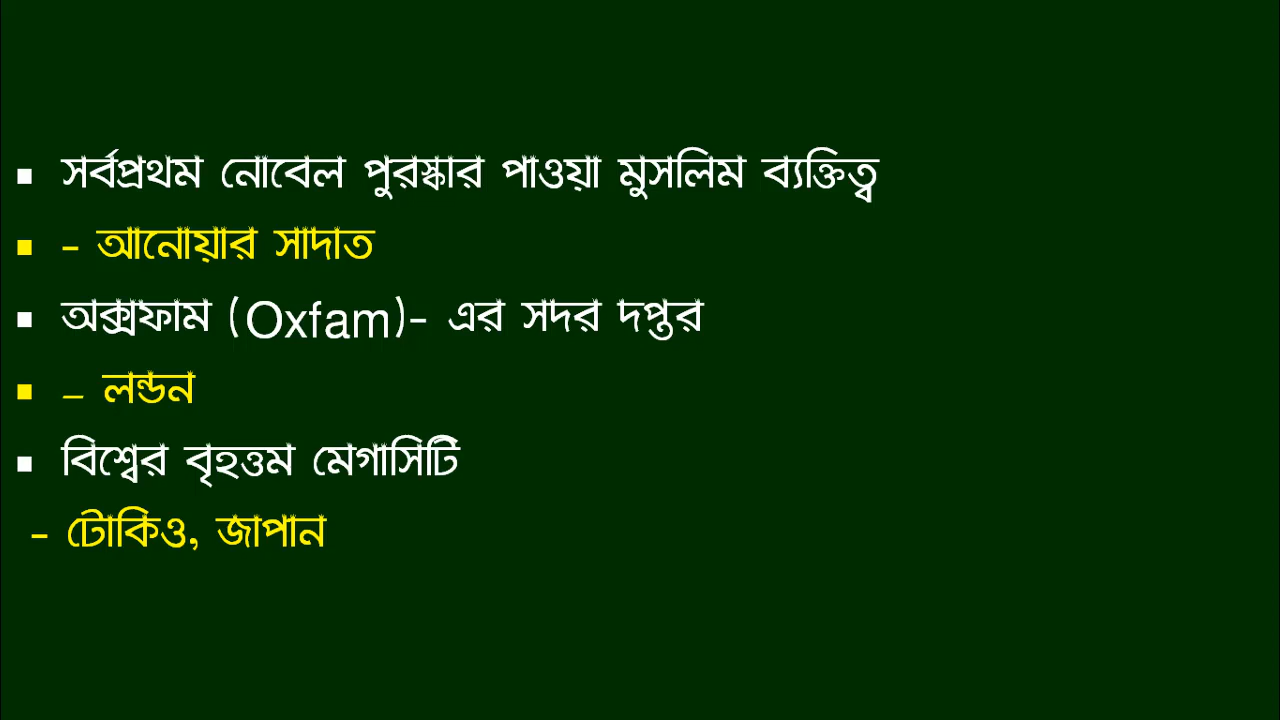 ▪ সর্বপ্রথম নোবেল পুরস্কার পাওয়া মুসলিম ব্যক্তিত্ব
▪ - আনোয়ার সাদাত
▪ অক্সফাম (Oxfam)- এর সদর দপ্তর
▪ – লন্ডন
▪ বিশ্বের বৃহত্তম মেগাসিটি
- টোকিও, জাপান